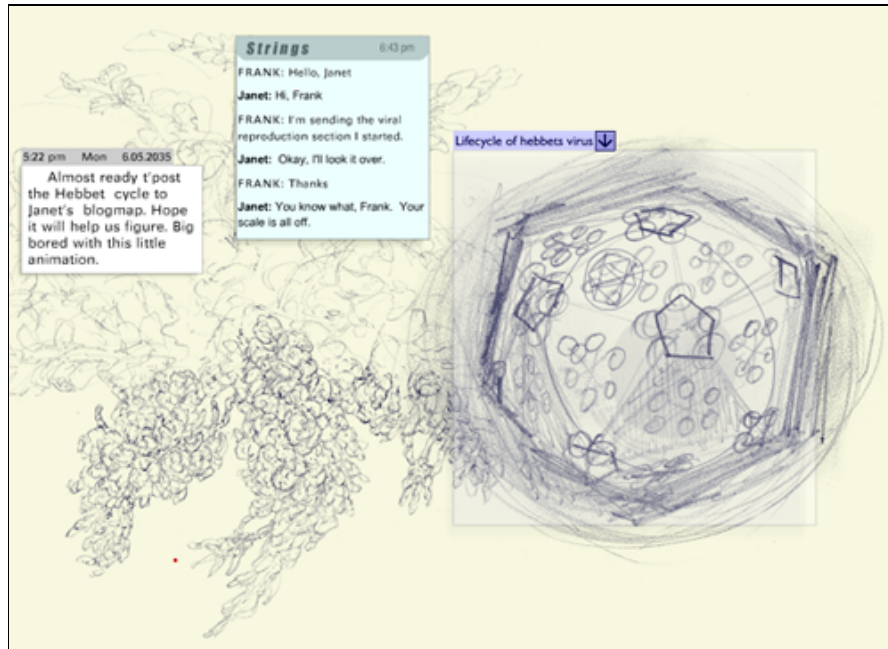 Strings 6:43 pm
FRANK: Hello, Janet
Janet: Hi, Frank
FRANK: I'm sending the viral
reproduction section I started.
Janet: Okay, I'll look it over.
FRANK: Thanks
Janet: You know what, Frank. Your
scale is all off.
5:22 pm Mon 6.05.2035
Almost ready t'post
the Hebbet cycle to
Janet's blogmap. Hope
it will help us figure. Big
bored with this little
animation.
Lifecycle of hebbets virus